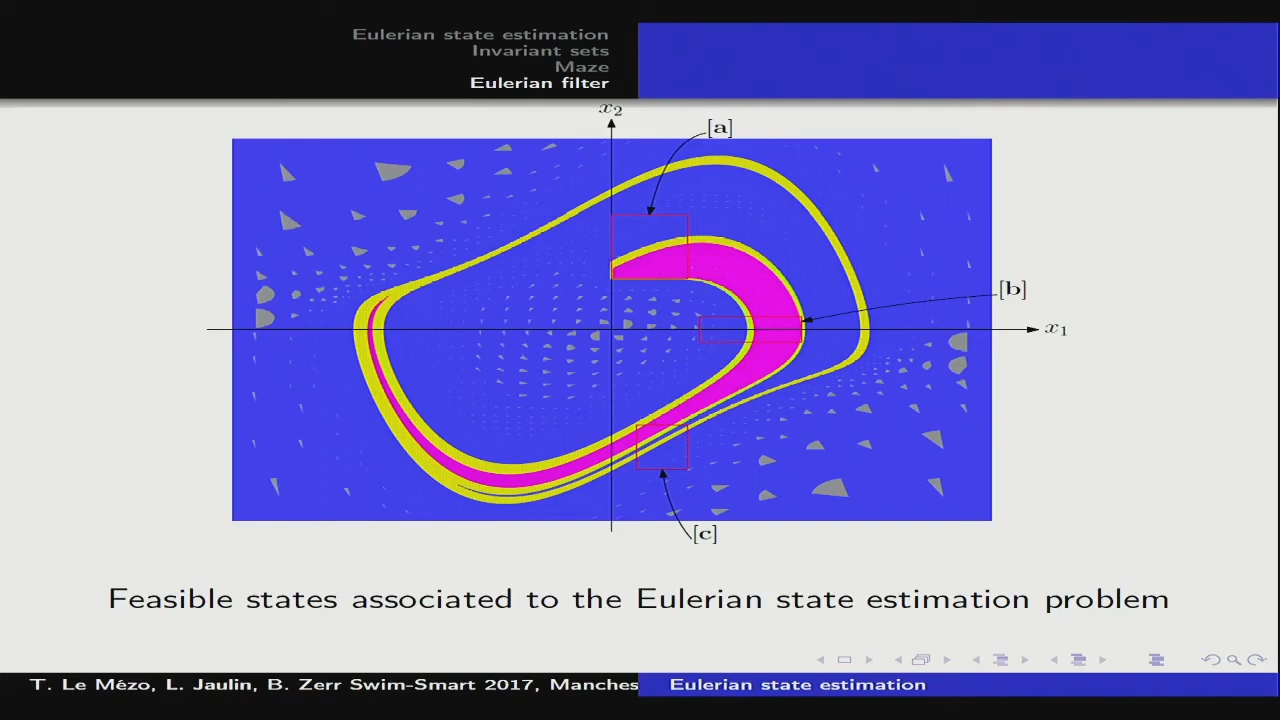 Eulerian state estimation
Invariant sets
Maze
Eulerian filter
x₂
[a]
[b]
x₁
[c]
Feasible states associated to the Eulerian state estimation problem
T. Le Mézo, L. Jaulin, B. Zerr Swim-Smart 2017, Manches
Eulerian state estimation